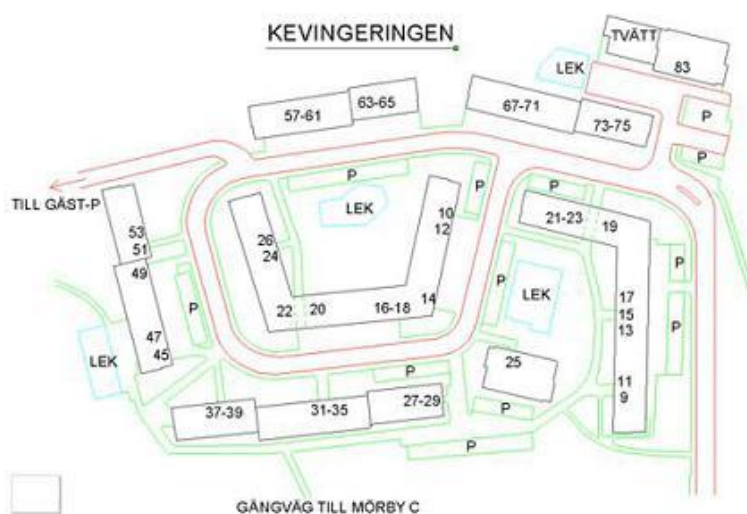 KEVINGERINGEN
TVÄTT
83
LEK
P
P
57-61
63-65
67-71
73-75
TILL GÄST-P
P
P
P
LEK
10
12
21-23
19
53
51
49
26
24
P
LEK
P
P
P
22
20
16-18
14
17
15
13
47
45
LEK
25
P
11
9
37-39
31-35
27-29
P
P
GÅNGVÄG TILL MÖRBY C